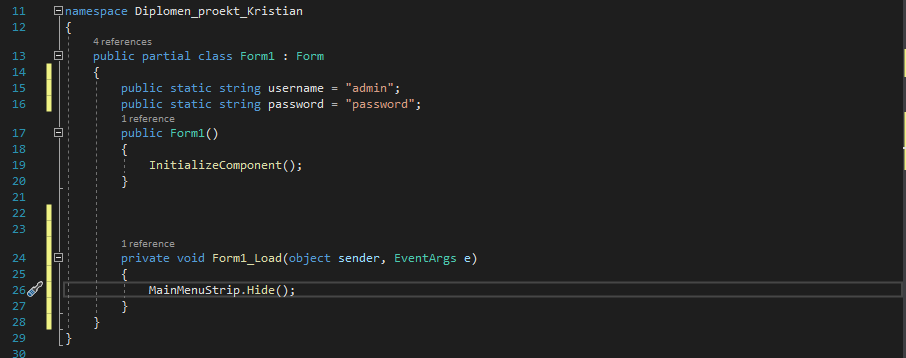 11 namespace Diplomen_proekt_Kristian
12 {
4 references
13 public partial class Form1 : Form
14 {
15 public static string username = "admin";
16 public static string password = "password";
1 reference
17 public Form1()
18 {
19 InitializeComponent();
20 }
21
22
23
1 reference
24 private void Form1_Load(object sender, EventArgs e)
25 {
26 MainMenuStrip.Hide();
27 }
28 }
29 }
30